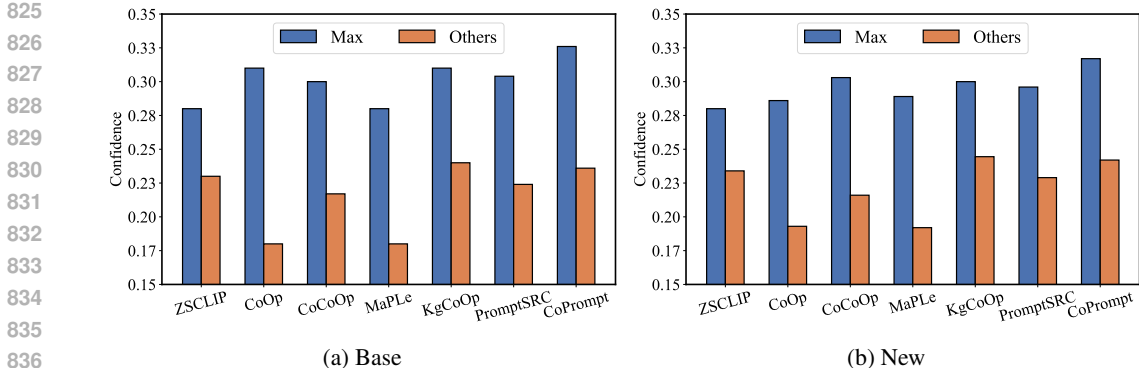 825
826
827
828
829
830
831
832
833
834
835
836
0.35
0.33
0.30
0.28
0.25
0.23
0.20
0.17
0.15
Confidence
Max
Others
ZSCLIP
CoOp
CoCoOp
MaPLe
KgCoOp
PromptSRC
CoPrompt
(a) Base
0.35
0.33
0.30
0.28
0.25
0.23
0.20
0.17
0.15
Confidence
Max
Others
ZSCLIP
CoOp
CoCoOp
MaPLe
KgCoOp
PromptSRC
CoPrompt
(b) New